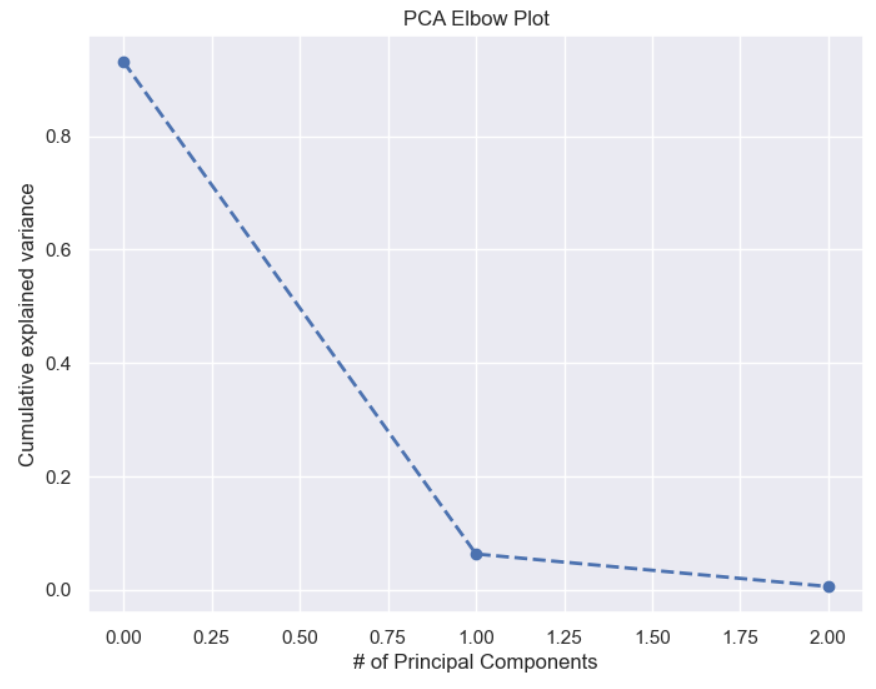 PCA Elbow Plot
Cumulative explained variance
0.8
0.6
0.4
0.2
0.0
0.00 0.25 0.50 0.75 1.00 1.25 1.50 1.75 2.00
# of Principal Components